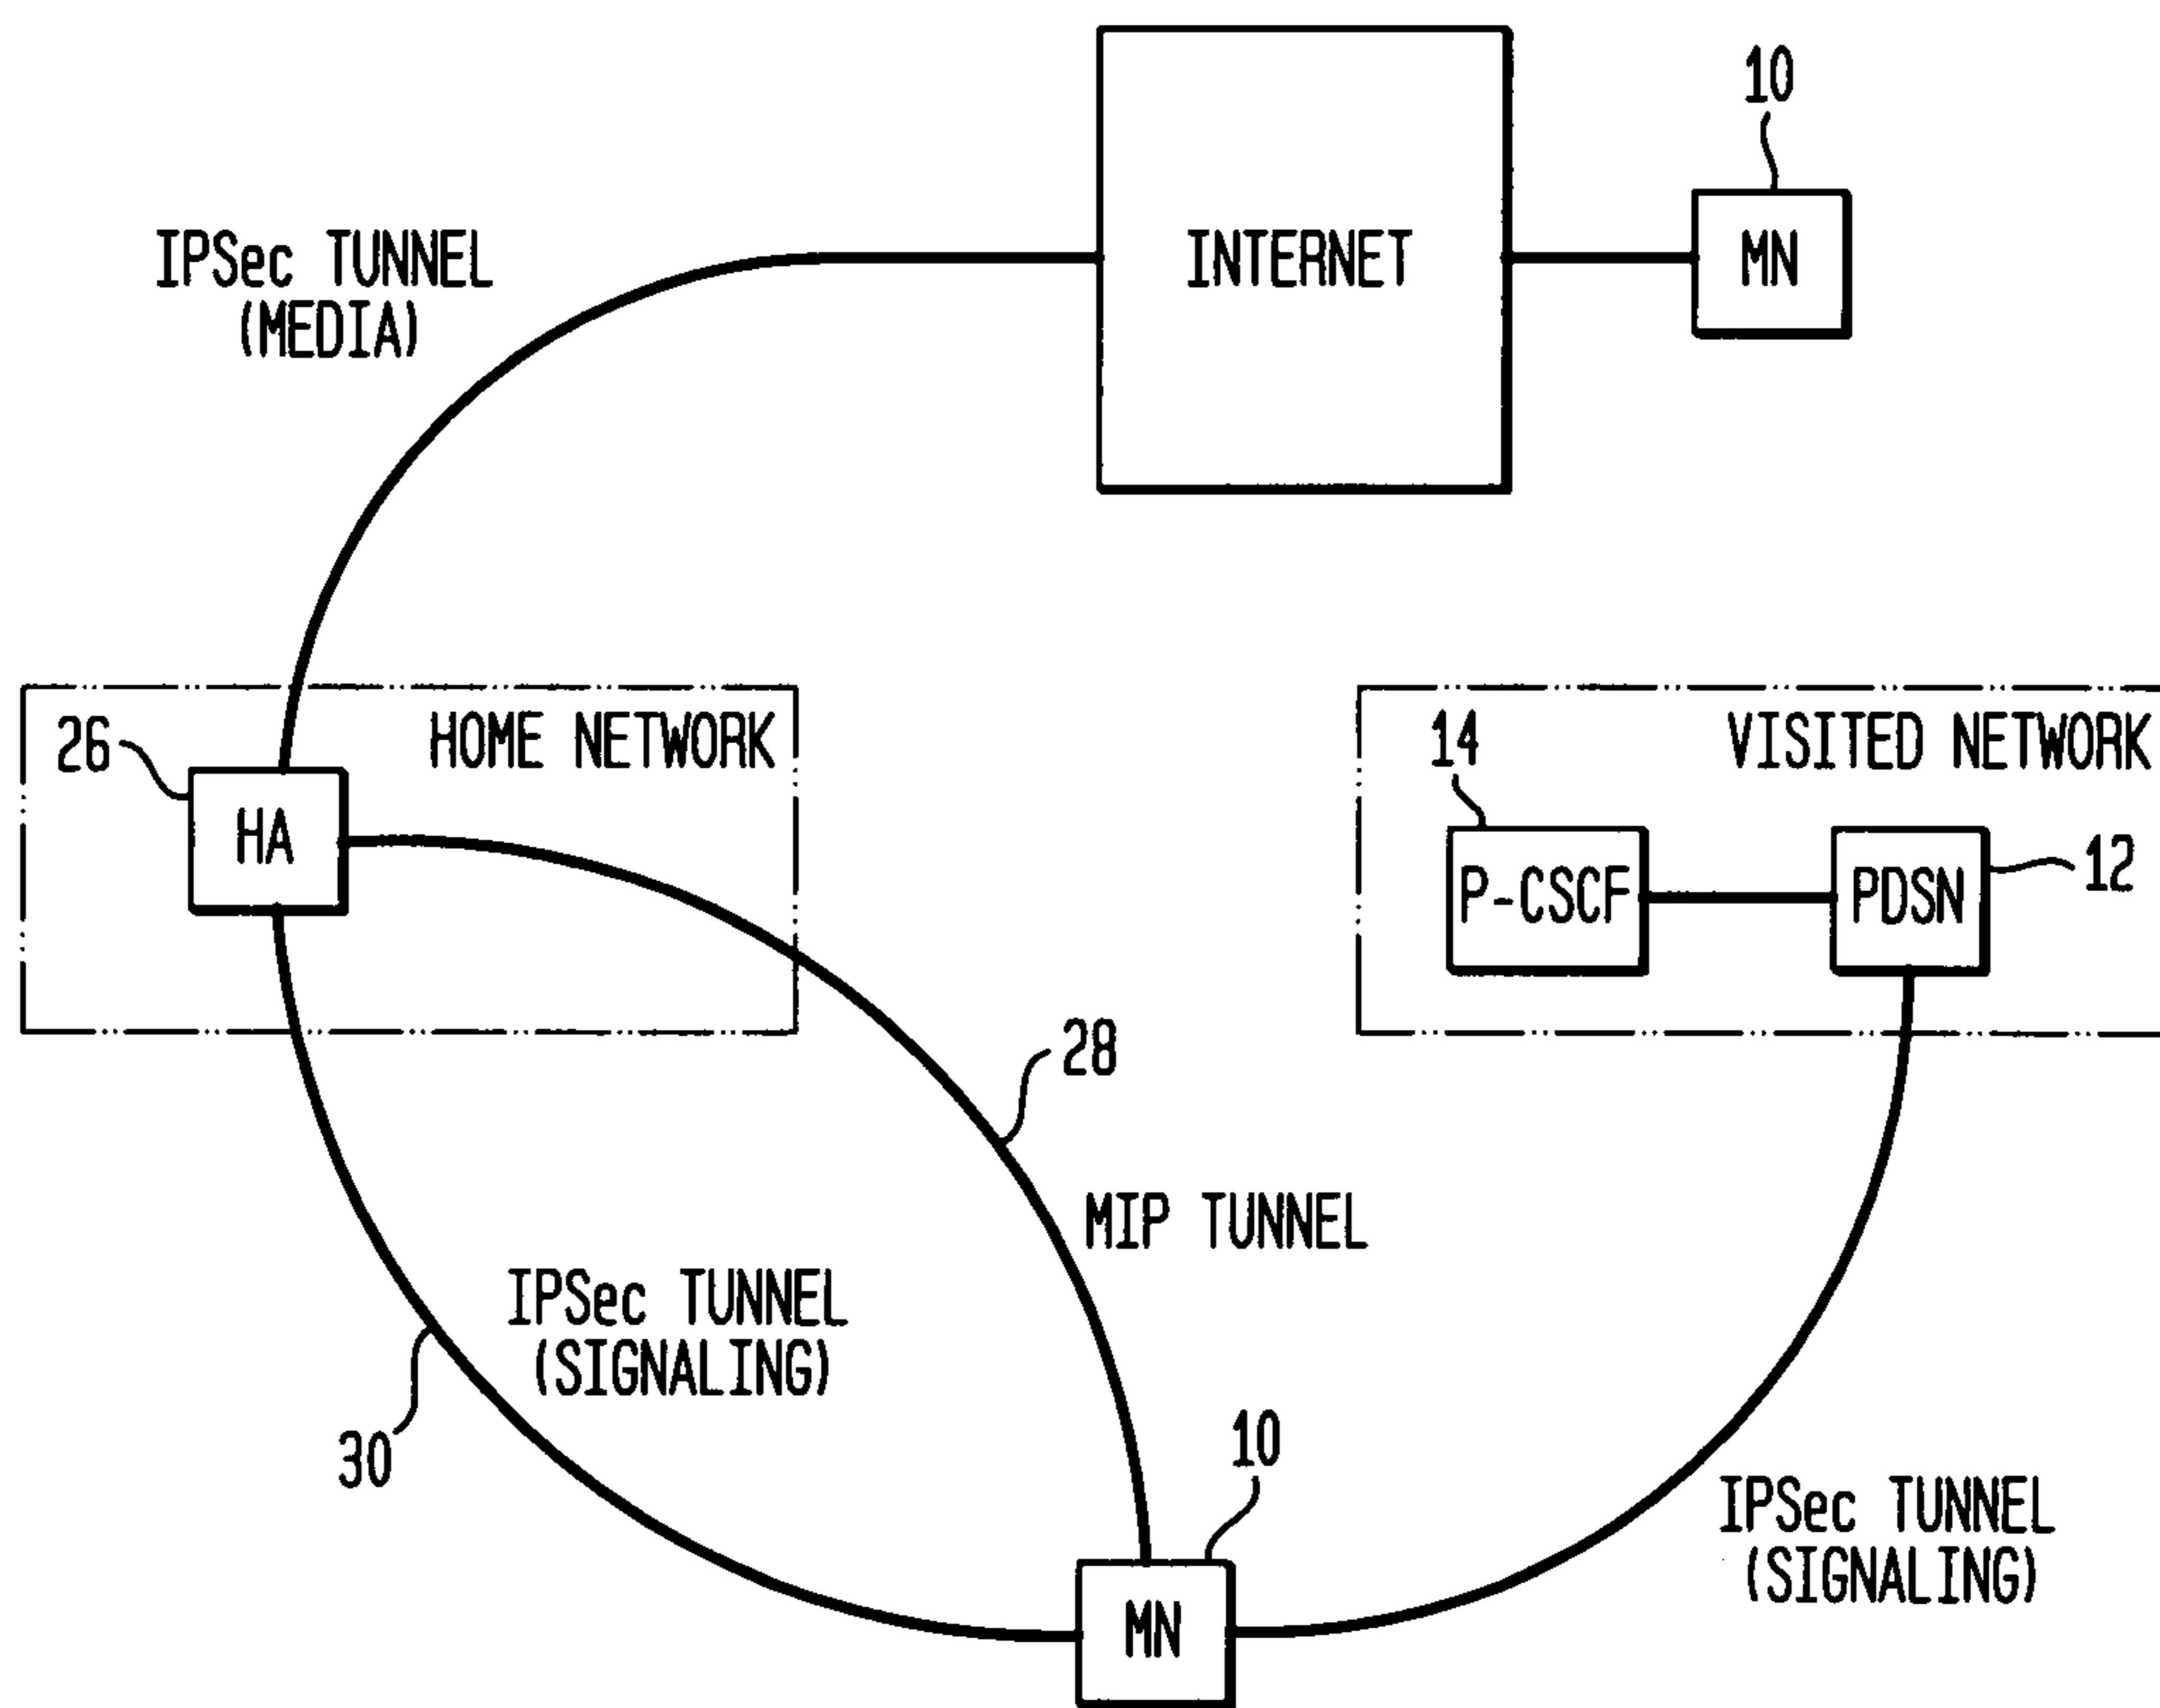 10
INTERNET
MN
IPSec TUNNEL
(MEDIA)
26
HOME NETWORK
HA
14
VISITED NETWORK
P-CSCF
PDSN
12
28
MIP TUNNEL
IPSec TUNNEL
(SIGNALING)
30
10
MN
IPSec TUNNEL
(SIGNALING)